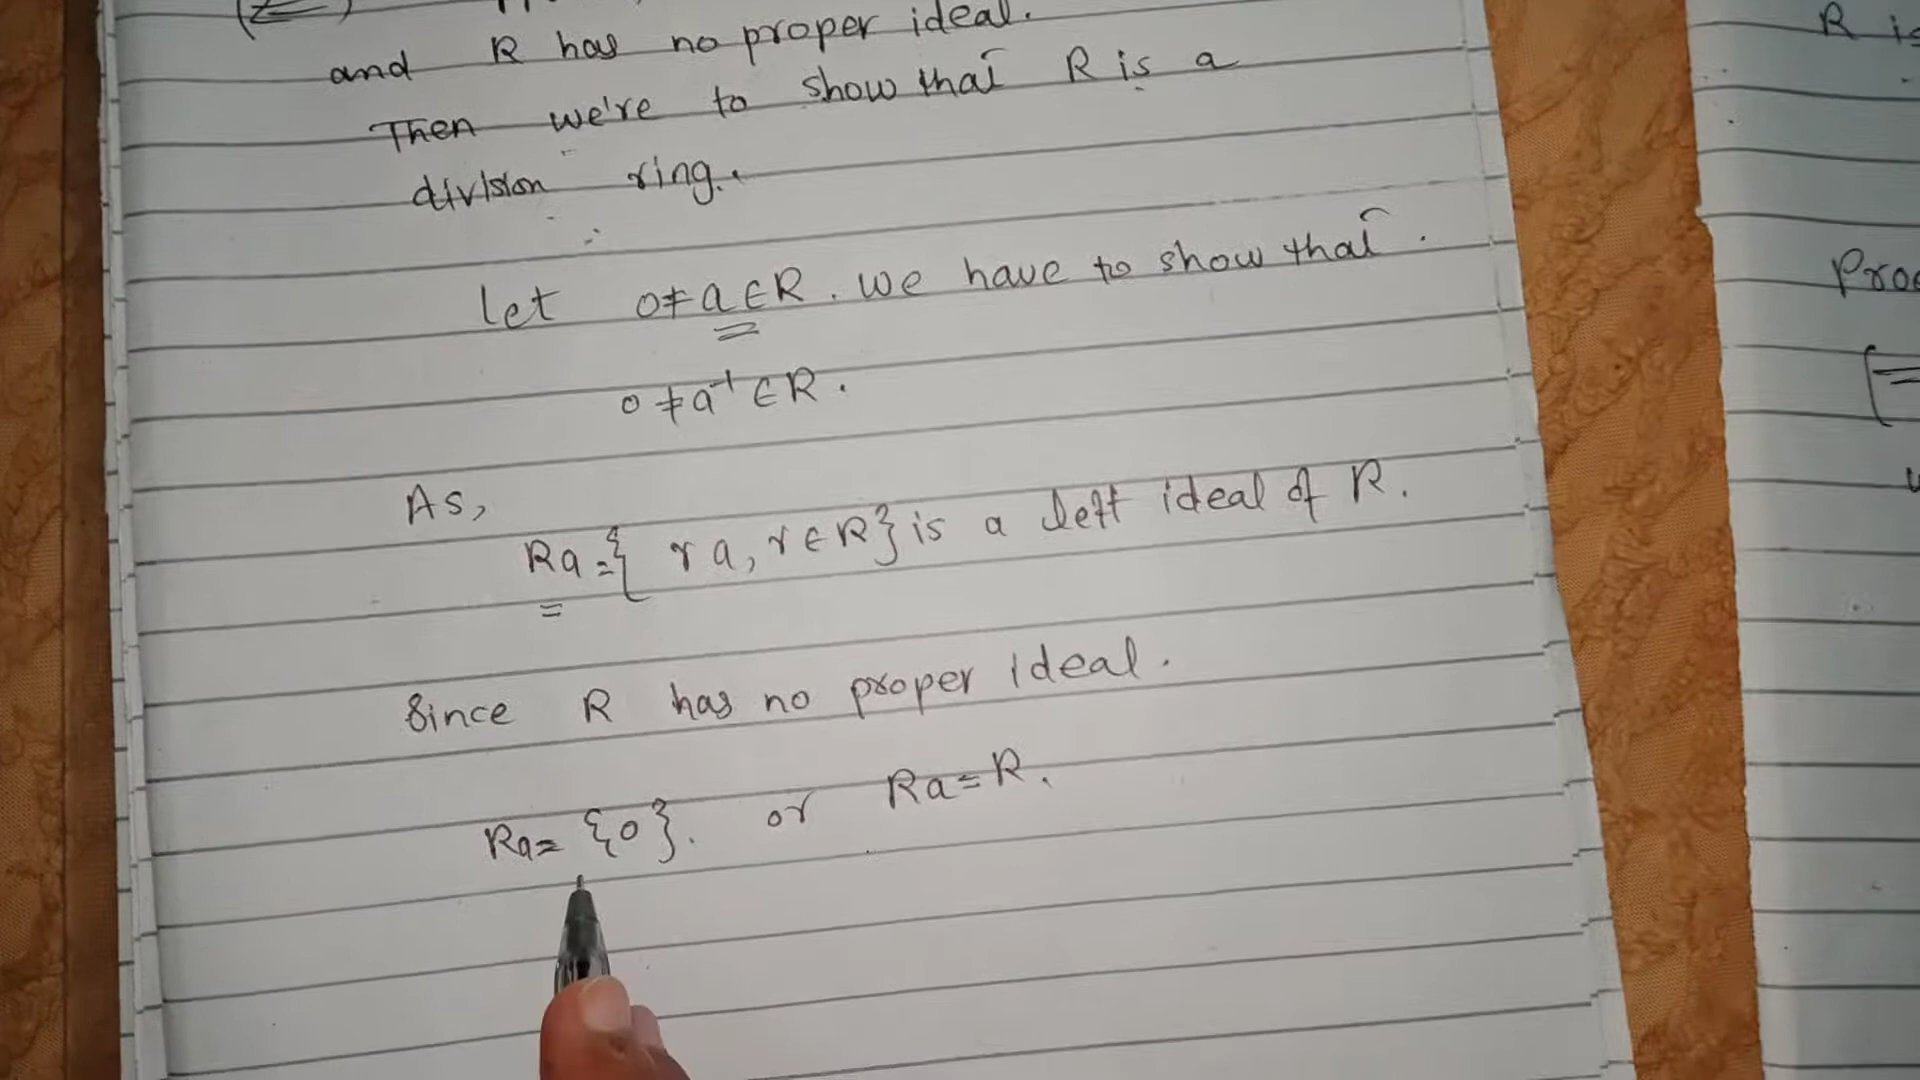 and R has no proper ideal.
Then we're to show that R is a
division ring.
Let 0≠a∈R. We have to show that.
0≠a⁻¹∈R.
As,
Ra={ra, r∈R} is a left ideal of R.
Since R has no proper ideal.
Ra={0}. or Ra=R.
R is